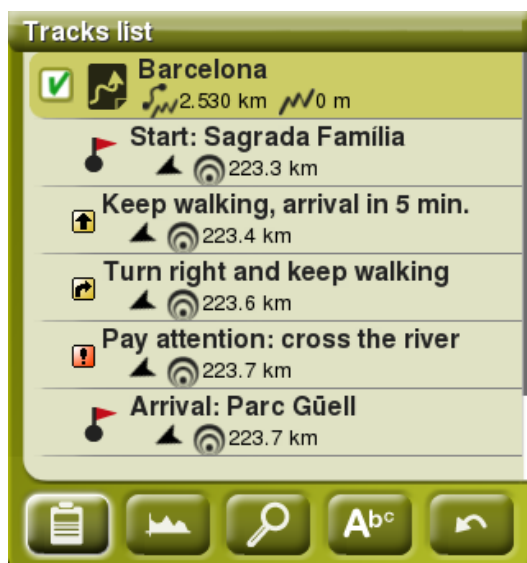 Tracks list
Barcelona
2.530 km 0 m
Start: Sagrada Família
223.3 km
Keep walking, arrival in 5 min.
223.4 km
Turn right and keep walking
223.6 km
Pay attention: cross the river
223.7 km
Arrival: Parc Güell
223.7 km
Abc